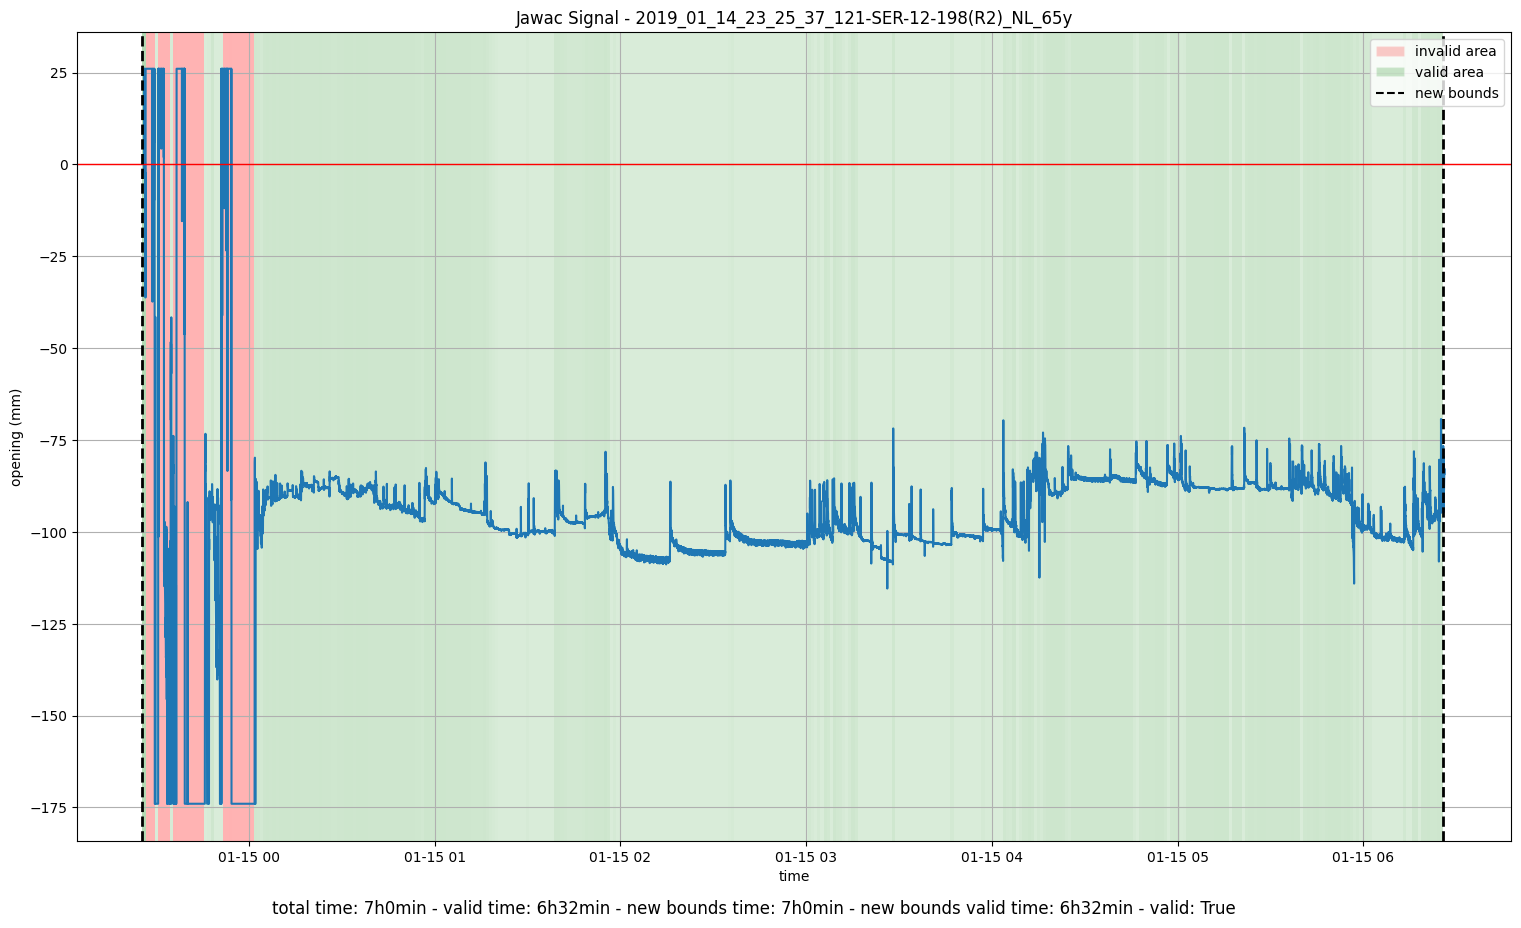 Jawac Signal - 2019_01_14_23_25_37_121-SER-12-198(R2)_NL_65y
invalid area
valid area
new bounds
25
0
−25
−50
−75
−100
−125
−150
−175
opening (mm)
01-15 00
01-15 01
01-15 02
01-15 03
01-15 04
01-15 05
01-15 06
time
total time: 7h0min - valid time: 6h32min - new bounds time: 7h0min - new bounds valid time: 6h32min - valid: True